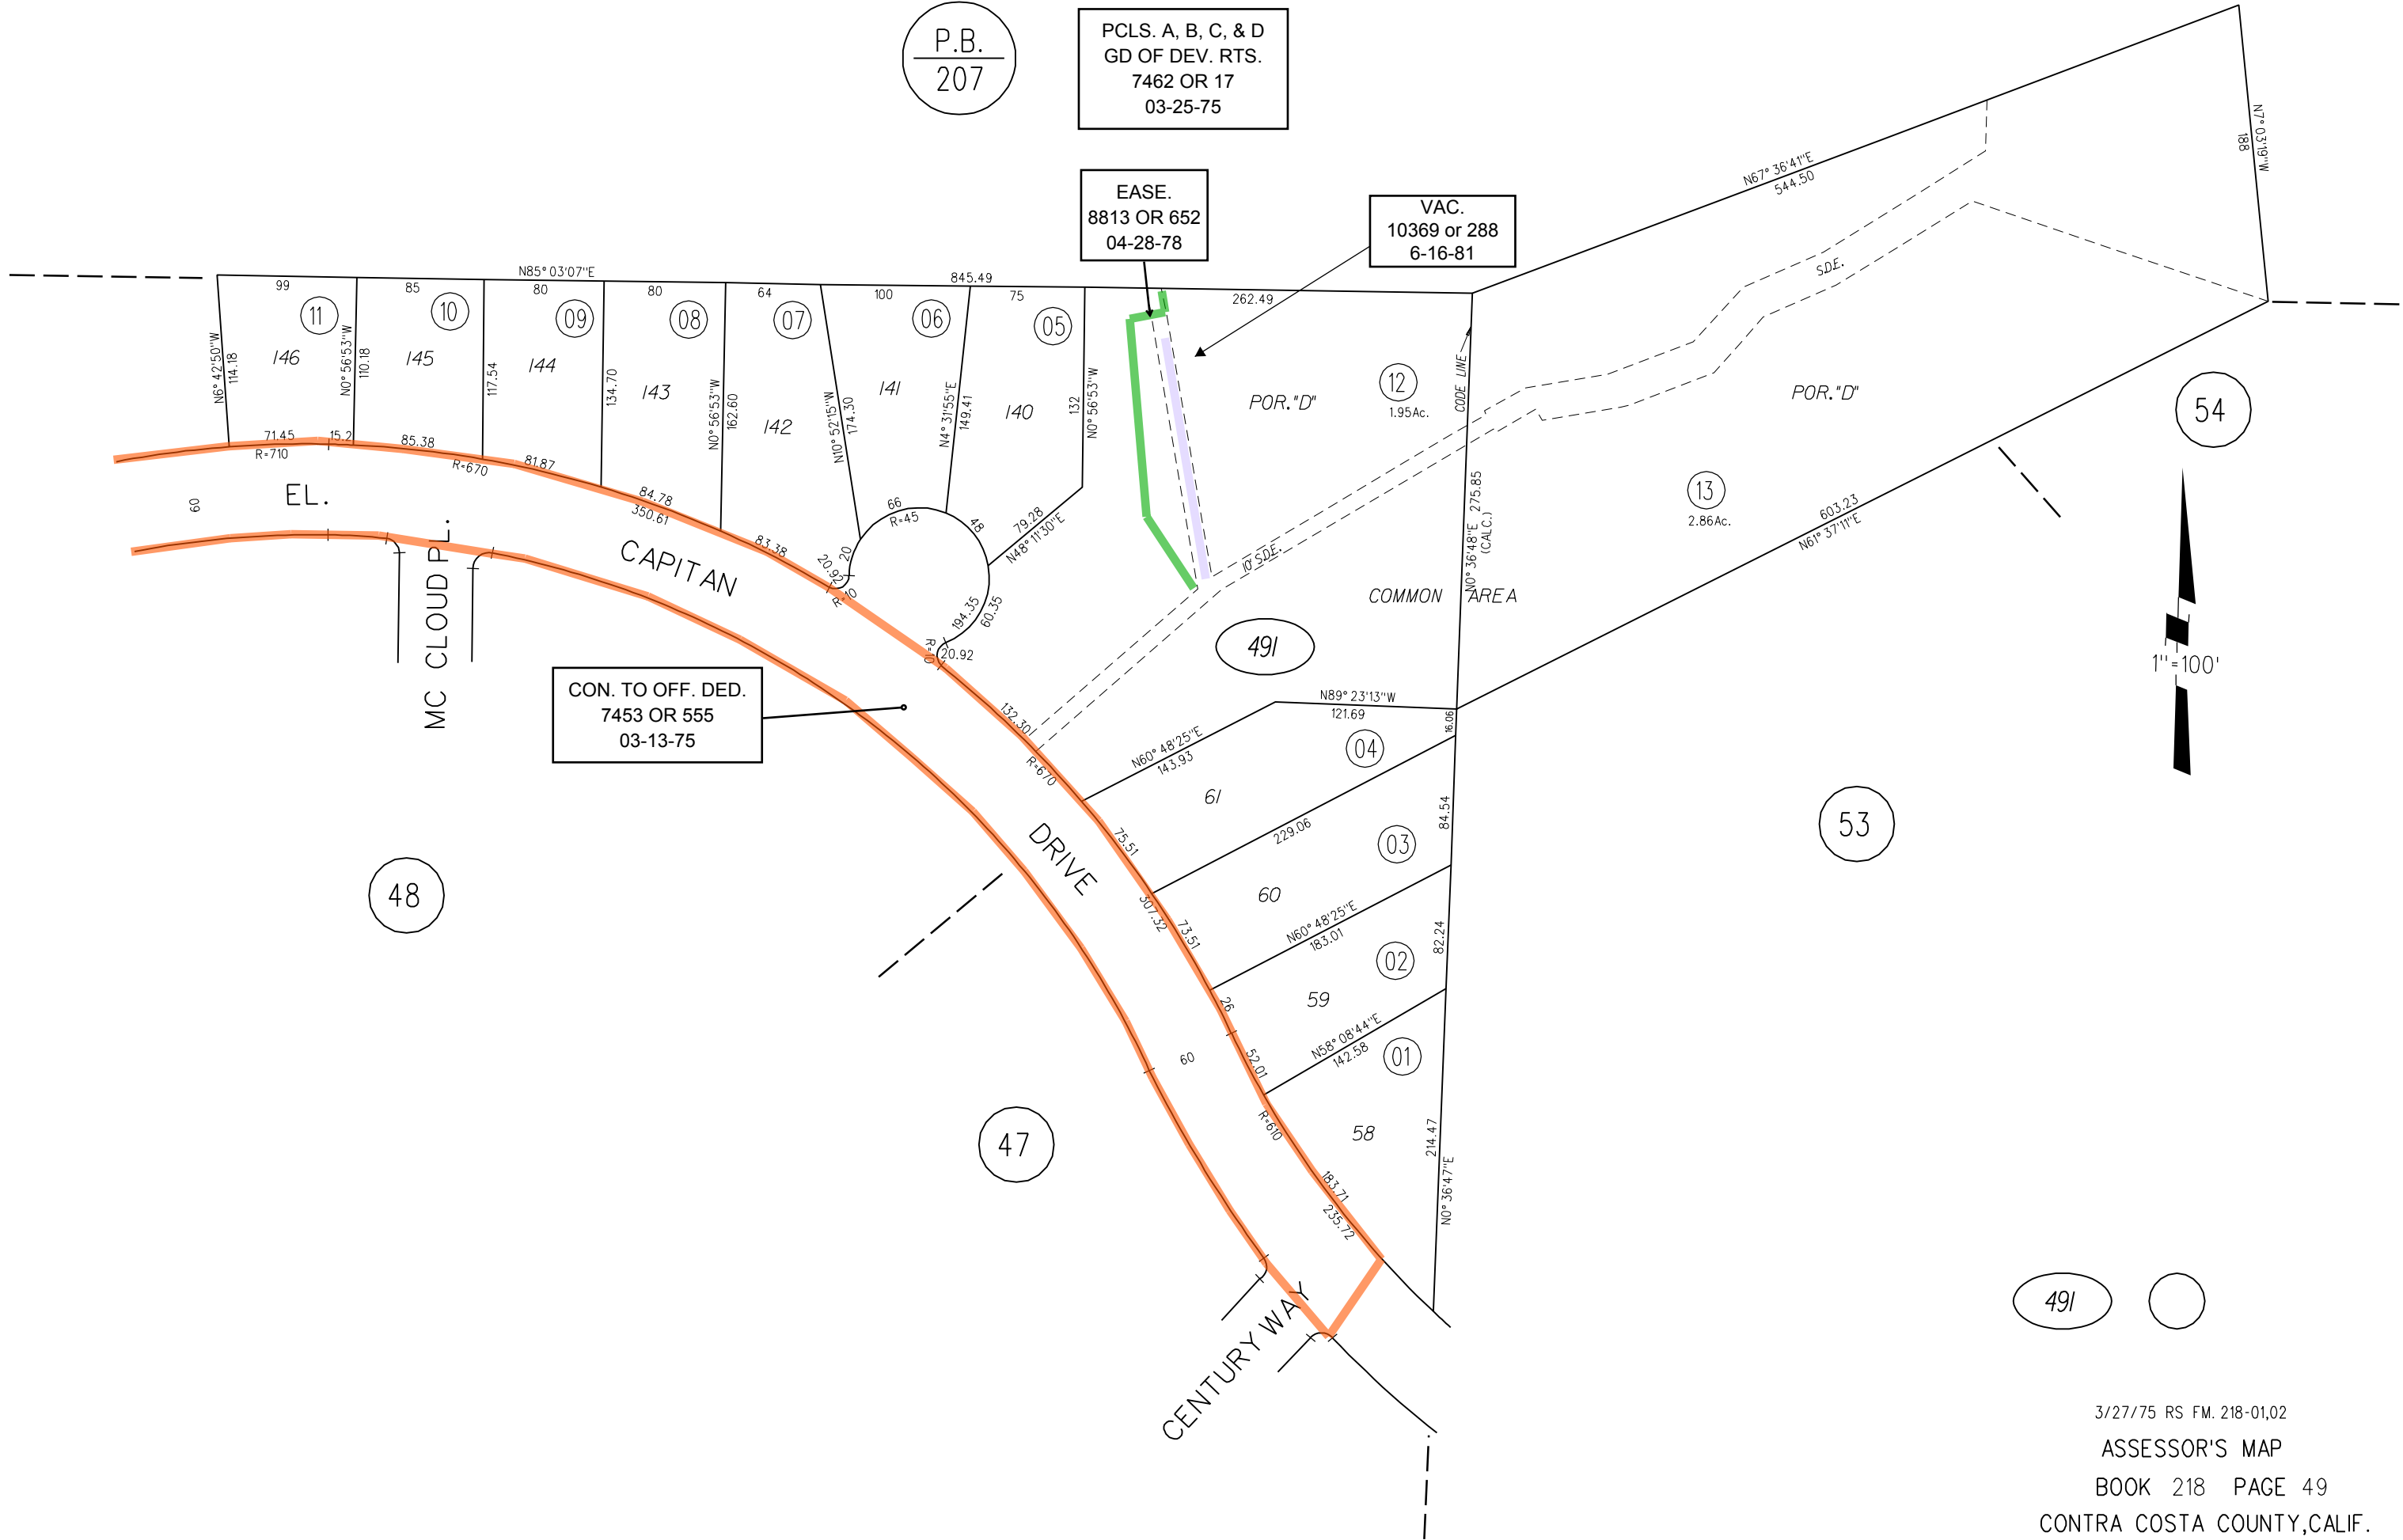 P.B.
207
PCLS. A, B, C, & D
GD OF DEV. RTS.
7462 OR 17
03-25-75
EASE.
8813 OR 652
04-28-78
VAC.
10369 or 288
6-16-81
N67° 36'41"E
544.50
N7° 03'19"W
188
S.D.E.
N85° 03'07"E
845.49
262.49
99
85
80
80
64
100
75
11
10
09
08
07
06
05
146
145
144
143
142
141
140
N6° 42'50"W
114.18
N0° 56'53"W
110.18
117.54
134.70
N0° 56'53"W
162.60
N10° 52'15"W
174.30
N4° 31'55"E
149.41
132
N0° 56'53"W
POR."D"
12
1.95Ac.
CODE LINE
POR."D"
54
13
2.86Ac.
603.23
N61° 37'11"E
N0° 36'48"E 275.85
(CALC.)
71.45
R=710
15.2
85.38
R=670
81.87
84.78
350.61
83.38
20.92
R=10
20
66
R=45
48
79.28
N48° 11'30"E
194.35
60.35
R=10
20.92
60
EL.
CAPITAN
DRIVE
MC CLOUD PL.
10' S.D.E.
COMMON AREA
491
1"=100'
CON. TO OFF. DED.
7453 OR 555
03-13-75
132.30
R=670
N89° 23'13"W
121.69
16.06
N60° 48'25"E
143.93
04
61
75.51
229.06
84.54
03
60
307.32
73.51
N60° 48'25"E
183.01
82.24
02
59
26
N58° 08'44"E
142.58
01
52.01
60
R=610
58
214.47
N0° 36'47"E
183.71
235.72
48
47
53
CENTURY WAY
491
3/27/75 RS FM. 218-01,02
ASSESSOR'S MAP
BOOK 218 PAGE 49
CONTRA COSTA COUNTY,CALIF.